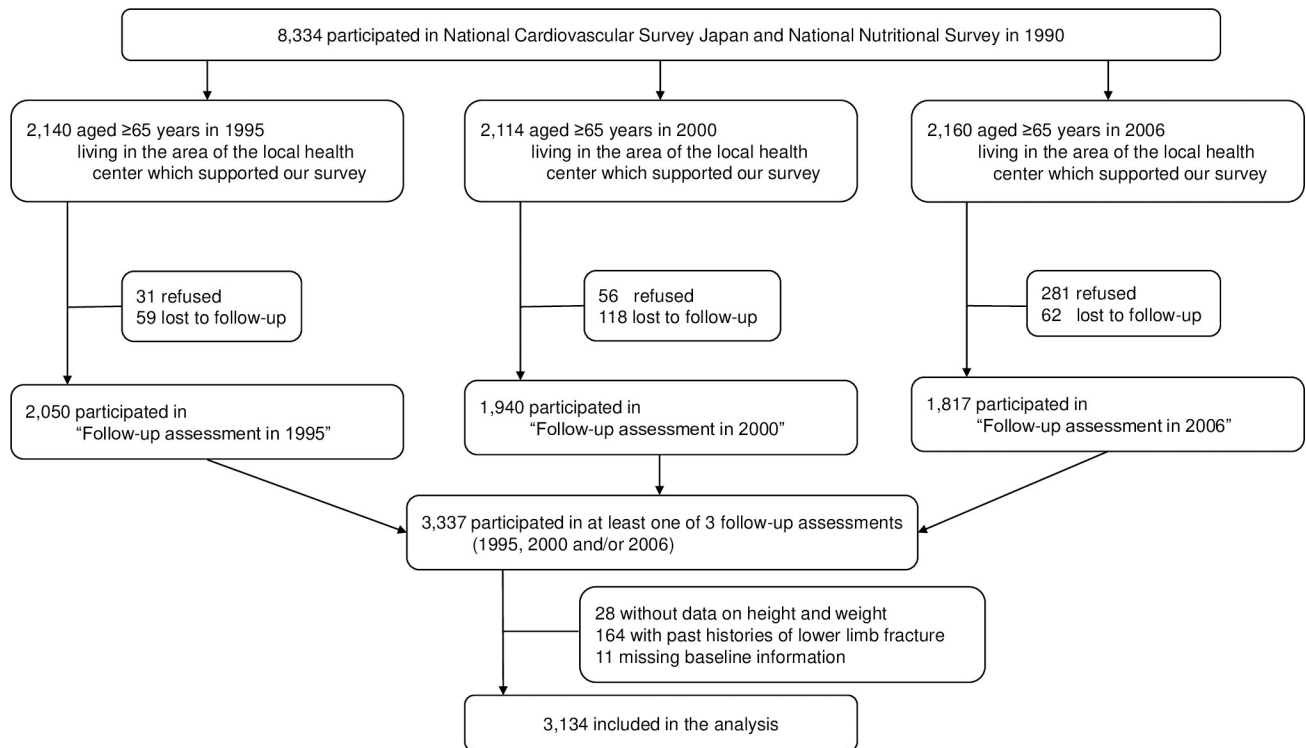 8,334 participated in National Cardiovascular Survey Japan and National Nutritional Survey in 1990
2,140 aged ≥65 years in 1995
living in the area of the local health
center which supported our survey
2,114 aged ≥65 years in 2000
living in the area of the local health
center which supported our survey
2,160 aged ≥65 years in 2006
living in the area of the local health
center which supported our survey
31 refused
59 lost to follow-up
56 refused
118 lost to follow-up
281 refused
62 lost to follow-up
2,050 participated in
“Follow-up assessment in 1995”
1,940 participated in
“Follow-up assessment in 2000”
1,817 participated in
“Follow-up assessment in 2006”
3,337 participated in at least one of 3 follow-up assessments
(1995, 2000 and/or 2006)
28 without data on height and weight
164 with past histories of lower limb fracture
11 missing baseline information
3,134 included in the analysis